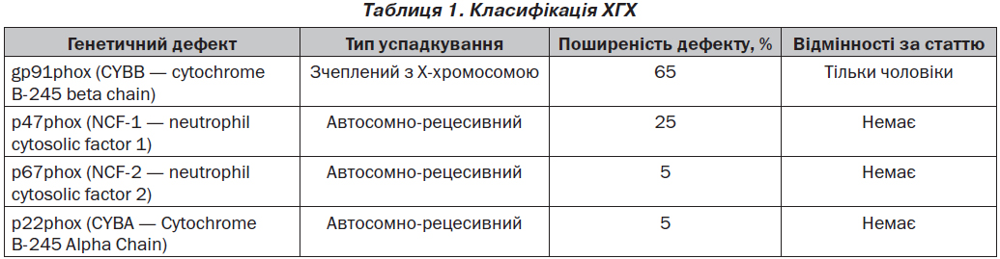 Таблиця 1. Класифікація ХГХ
Генетичний дефект Тип успадкування Поширеність дефекту, % Відмінності за статтю
gp91phox (CYBB — cytochrome B-245 beta chain) Зчеплений з Х-хромосомою 65 Тільки чоловіки
p47phox (NCF-1 — neutrophil cytosolic factor 1) Автосомно-рецесивний 25 Немає
p67phox (NCF-2 — neutrophil cytosolic factor 2) Автосомно-рецесивний 5 Немає
p22phox (CYBA — Cytochrome B-245 Alpha Chain) Автосомно-рецесивний 5 Немає